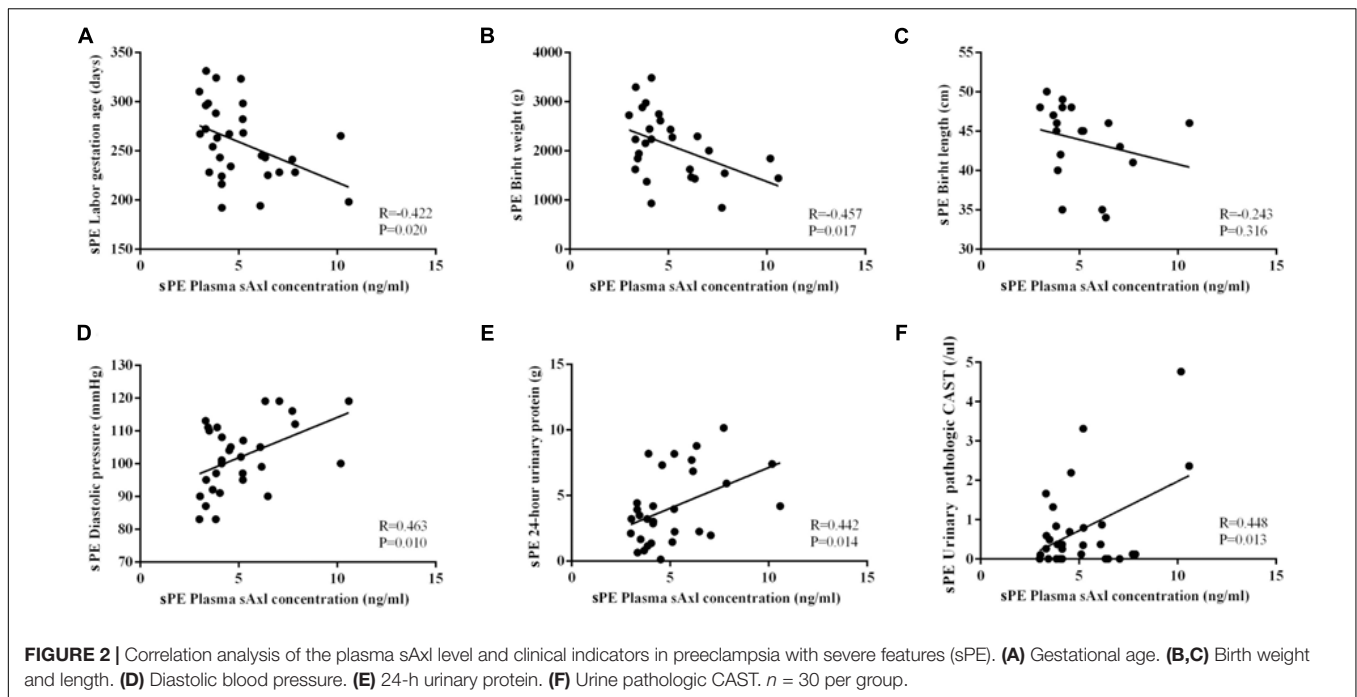 A
sPE Labor gestation age (days)
350
300
250
200
150
0
5
10
15
R=-0.422
P=0.020
sPE Plasma sAxl concentration (ng/ml)
B
sPE Birht weight (g)
4000
3000
2000
1000
0
0
5
10
15
R=-0.457
P=0.017
sPE Plasma sAxl concentration (ng/ml)
C
sPE Birht length (cm)
55
50
45
40
35
30
0
5
10
15
R=-0.243
P=0.316
sPE Plasma sAxl concentration (ng/ml)
D
sPE Diastolic pressure (mmHg)
130
120
110
100
90
80
70
0
5
10
15
R=0.463
P=0.010
sPE Plasma sAxl concentration (ng/ml)
E
sPE 24-hour urinary protein (g)
15
10
5
0
0
5
10
15
R=0.442
P=0.014
sPE Plasma sAxl concentration (ng/ml)
F
sPE Urinary pathologic CAST (/ul)
5
4
3
2
1
0
0
5
10
15
R=0.448
P=0.013
sPE Plasma sAxl concentration (ng/ml)
FIGURE 2 | Correlation analysis of the plasma sAxl level and clinical indicators in preeclampsia with severe features (sPE). (A) Gestational age. (B,C) Birth weight
and length. (D) Diastolic blood pressure. (E) 24-h urinary protein. (F) Urine pathologic CAST. n = 30 per group.